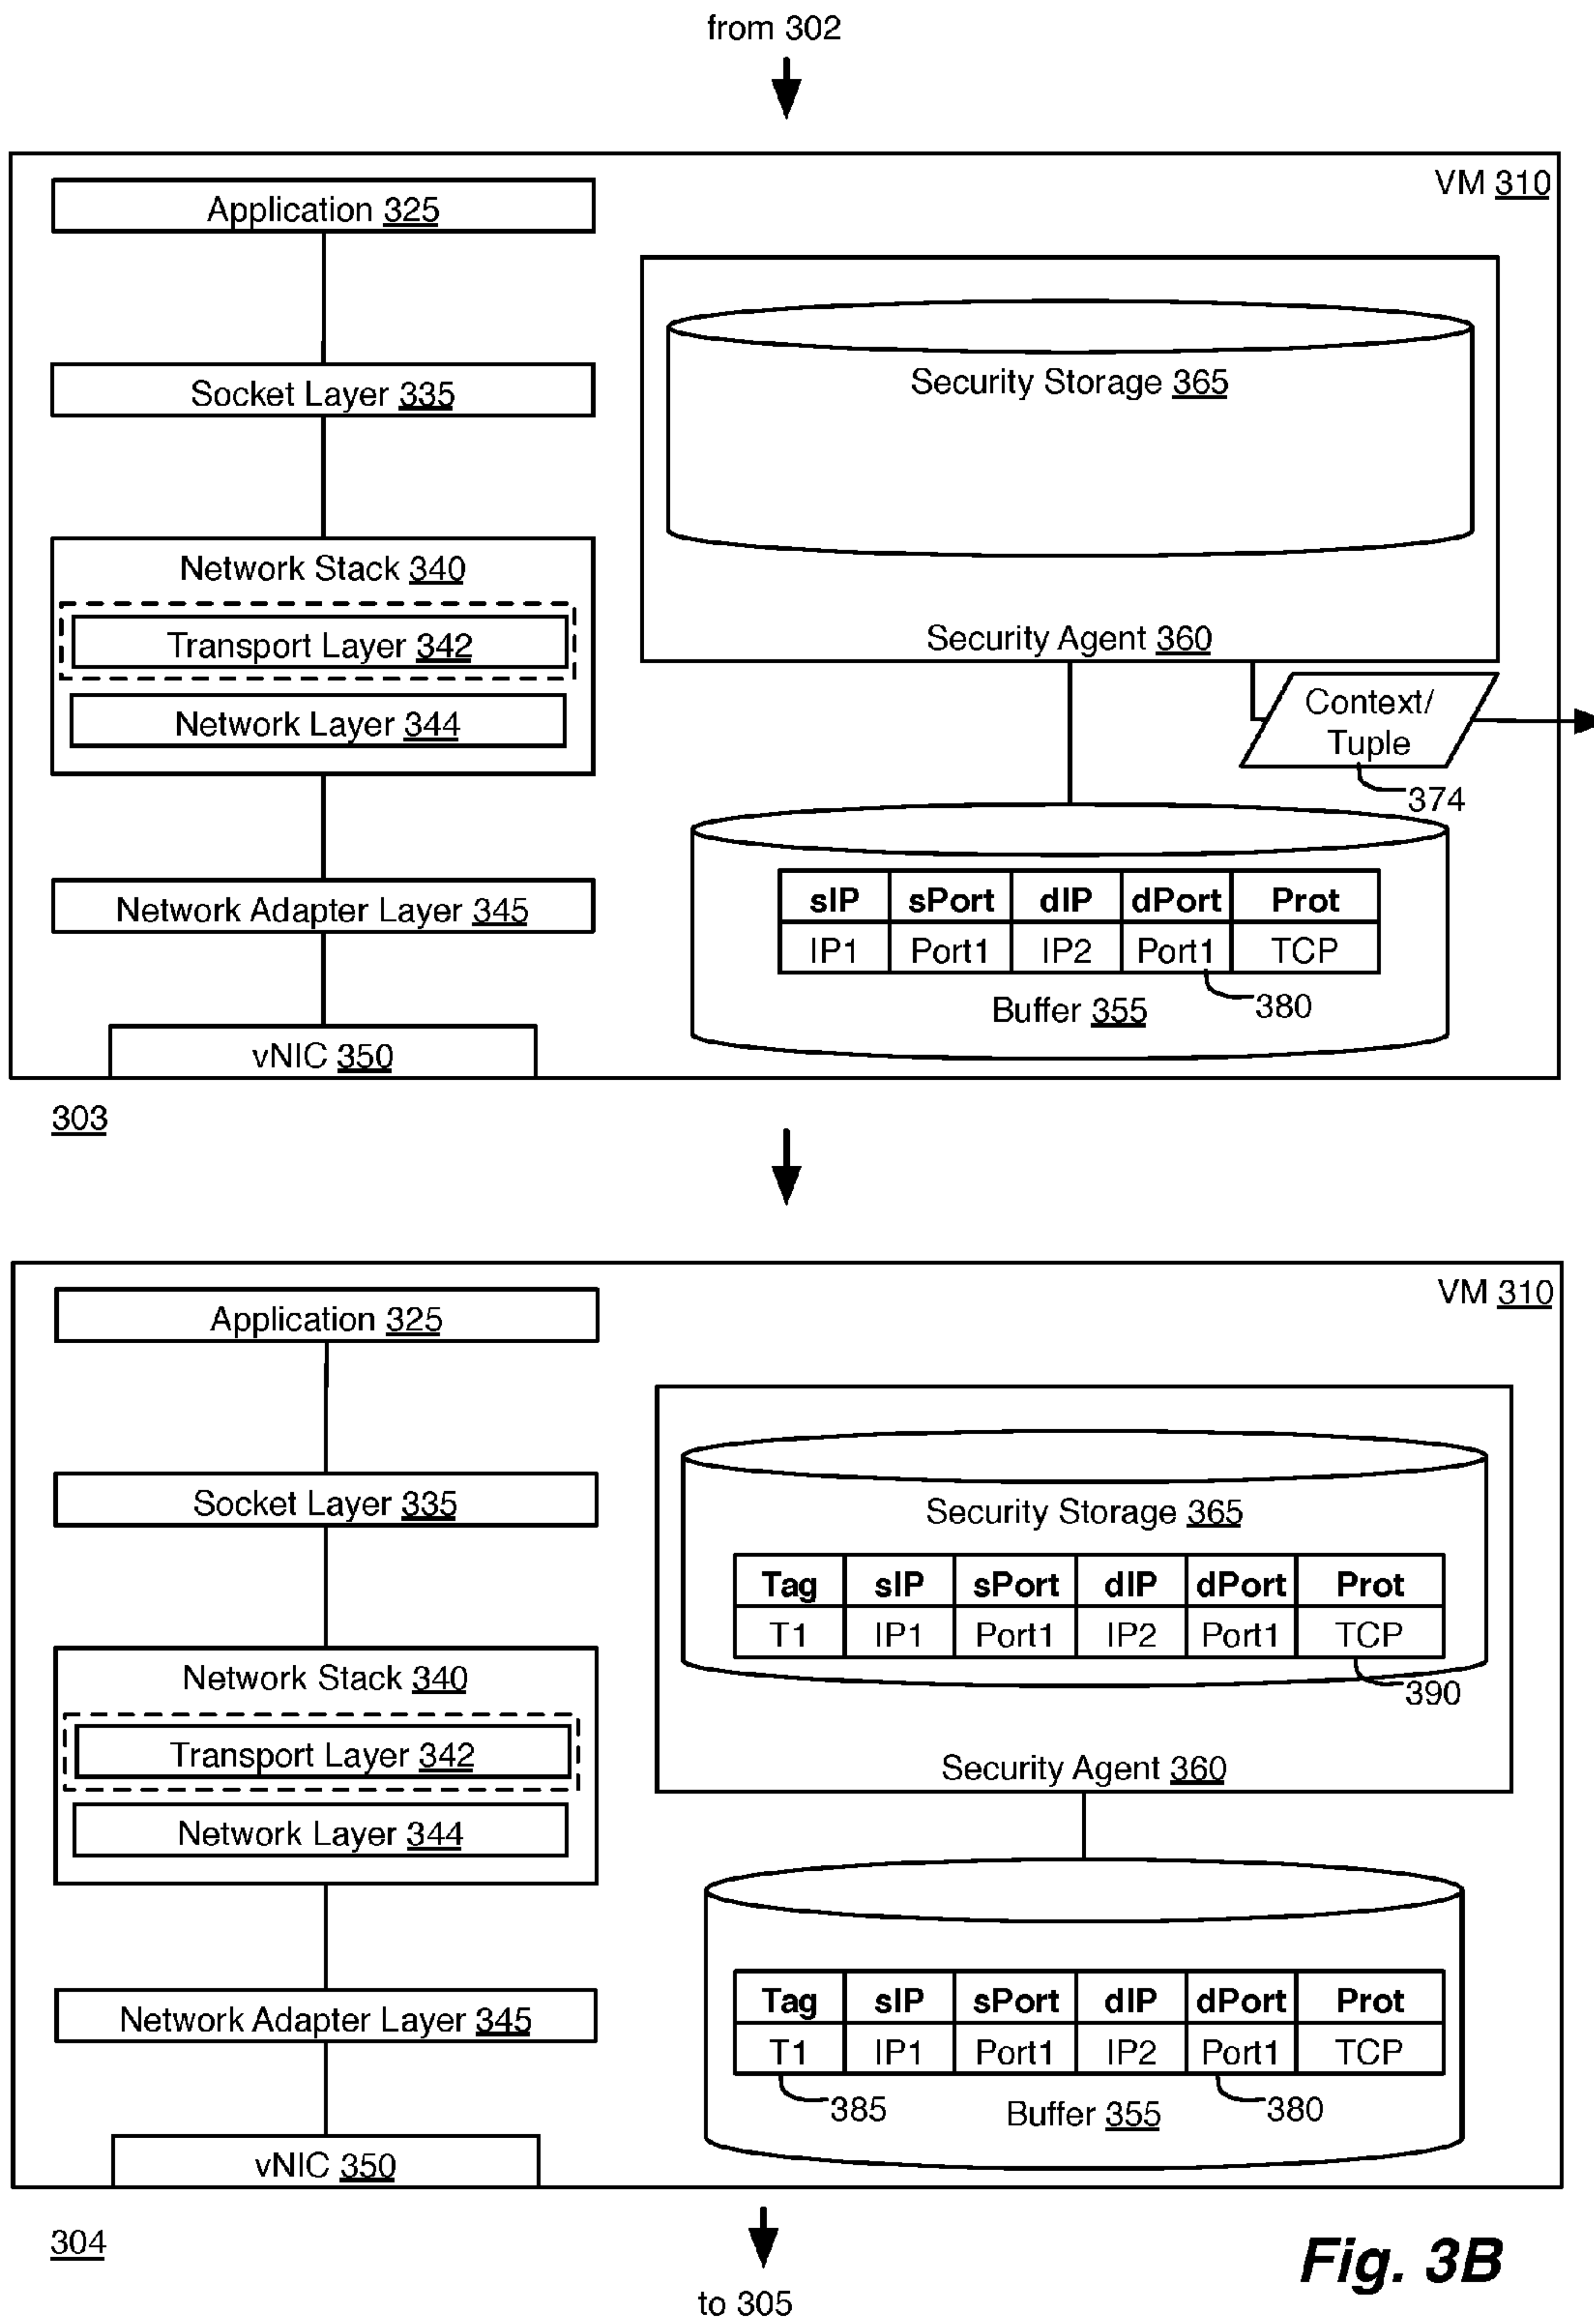 from 302
VM 310
Application 325
Socket Layer 335
Security Storage 365
Network Stack 340
Transport Layer 342
Network Layer 344
Security Agent 360
Context/
Tuple
374
Network Adapter Layer 345
sIP sPort dIP dPort Prot
IP1 Port1 IP2 Port1 TCP
380
Buffer 355
vNIC 350
303
VM 310
Application 325
Socket Layer 335
Security Storage 365
Tag sIP sPort dIP dPort Prot
T1 IP1 Port1 IP2 Port1 TCP
390
Network Stack 340
Transport Layer 342
Network Layer 344
Security Agent 360
Network Adapter Layer 345
Tag sIP sPort dIP dPort Prot
T1 IP1 Port1 IP2 Port1 TCP
385
Buffer 355
380
vNIC 350
304
Fig. 3B
to 305